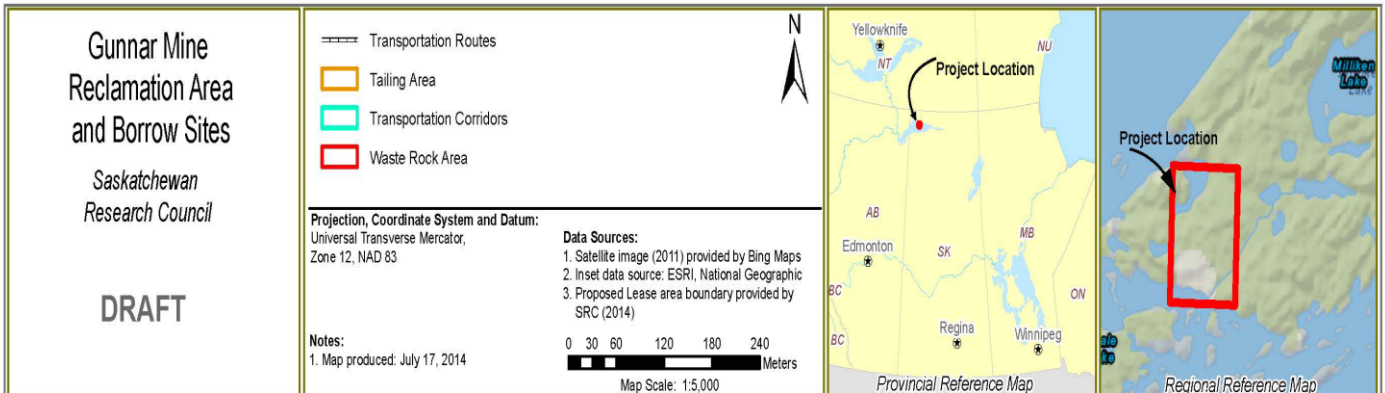 Gunnar Mine
Reclamation Area
and Borrow Sites
Saskatchewan
Research Council
DRAFT
Transportation Routes
Tailing Area
Transportation Corridors
Waste Rock Area
N
Projection, Coordinate System and Datum:
Universal Transverse Mercator,
Zone 12, NAD 83
Notes:
1. Map produced: July 17, 2014
Data Sources:
1. Satellite image (2011) provided by Bing Maps
2. Inset data source: ESRI, National Geographic
3. Proposed Lease area boundary provided by
SRC (2014)
0 30 60 120 180 240
Meters
Map Scale: 1:5,000
Yellowknife
NU
NT
Project Location
AB
MB
Edmonton
SK
BC
ON
Regina
Winnipeg
BC
Provincial Reference Map
Milliken
Lake
Project Location
Regional Reference Map